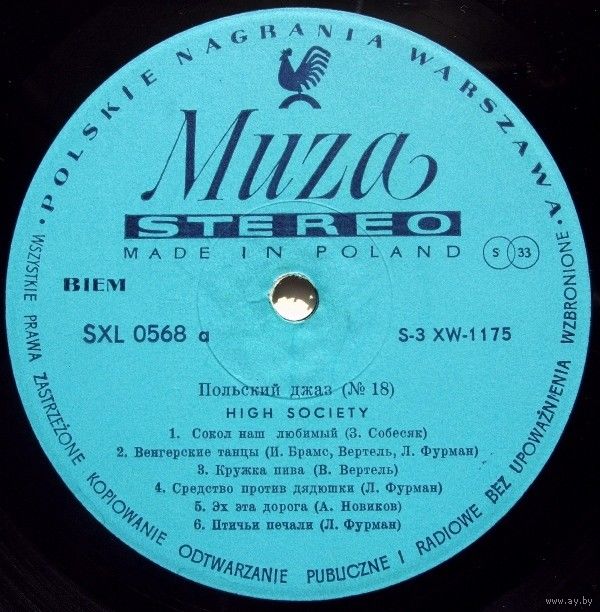 • POLSKIE NAGRANIA WARSZAWA •
Muza
STEREO
MADE IN POLAND
S 33
BIEM
SXL 0568 a
S-3 XW-1175
Польский джаз (№ 18)
HIGH SOCIETY
1. Сокол наш любимый (З. Собесяк)
2. Венгерские танцы (И. Брамс, Вертель, Л. Фурман)
3. Кружка пива (В. Вертель)
4. Средство против дядюшки (Л. Фурман)
5. Эх эта дорога (А. Новиков)
6. Птичьи печали (Л. Фурман)
WSZYSTKIE PRAWA ZASTRZEŻONE KOPIOWANIE ODTWARZANIE PUBLICZNE I RADIOWE BEZ UPOWAŻNIENIA WZBRONIONE
www.ay.by